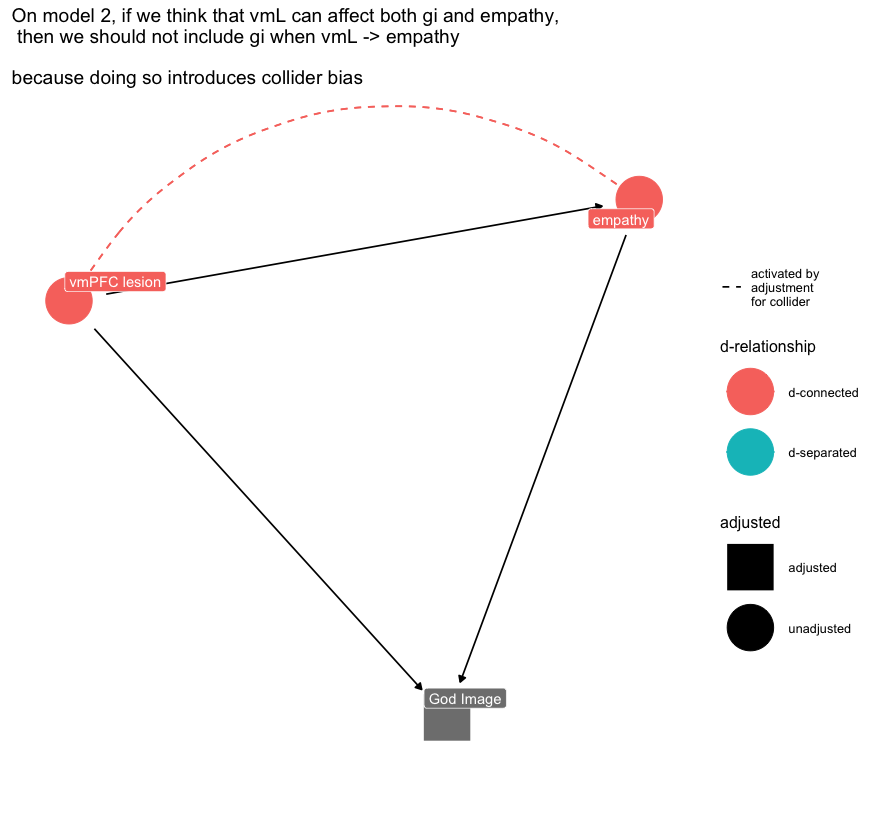 On model 2, if we think that vmL can affect both gi and empathy,
then we should not include gi when vmL -> empathy
because doing so introduces collider bias
empathy
vmPFC lesion
God Image
activated by
adjustment
for collider
d-relationship
d-connected
d-separated
adjusted
adjusted
unadjusted